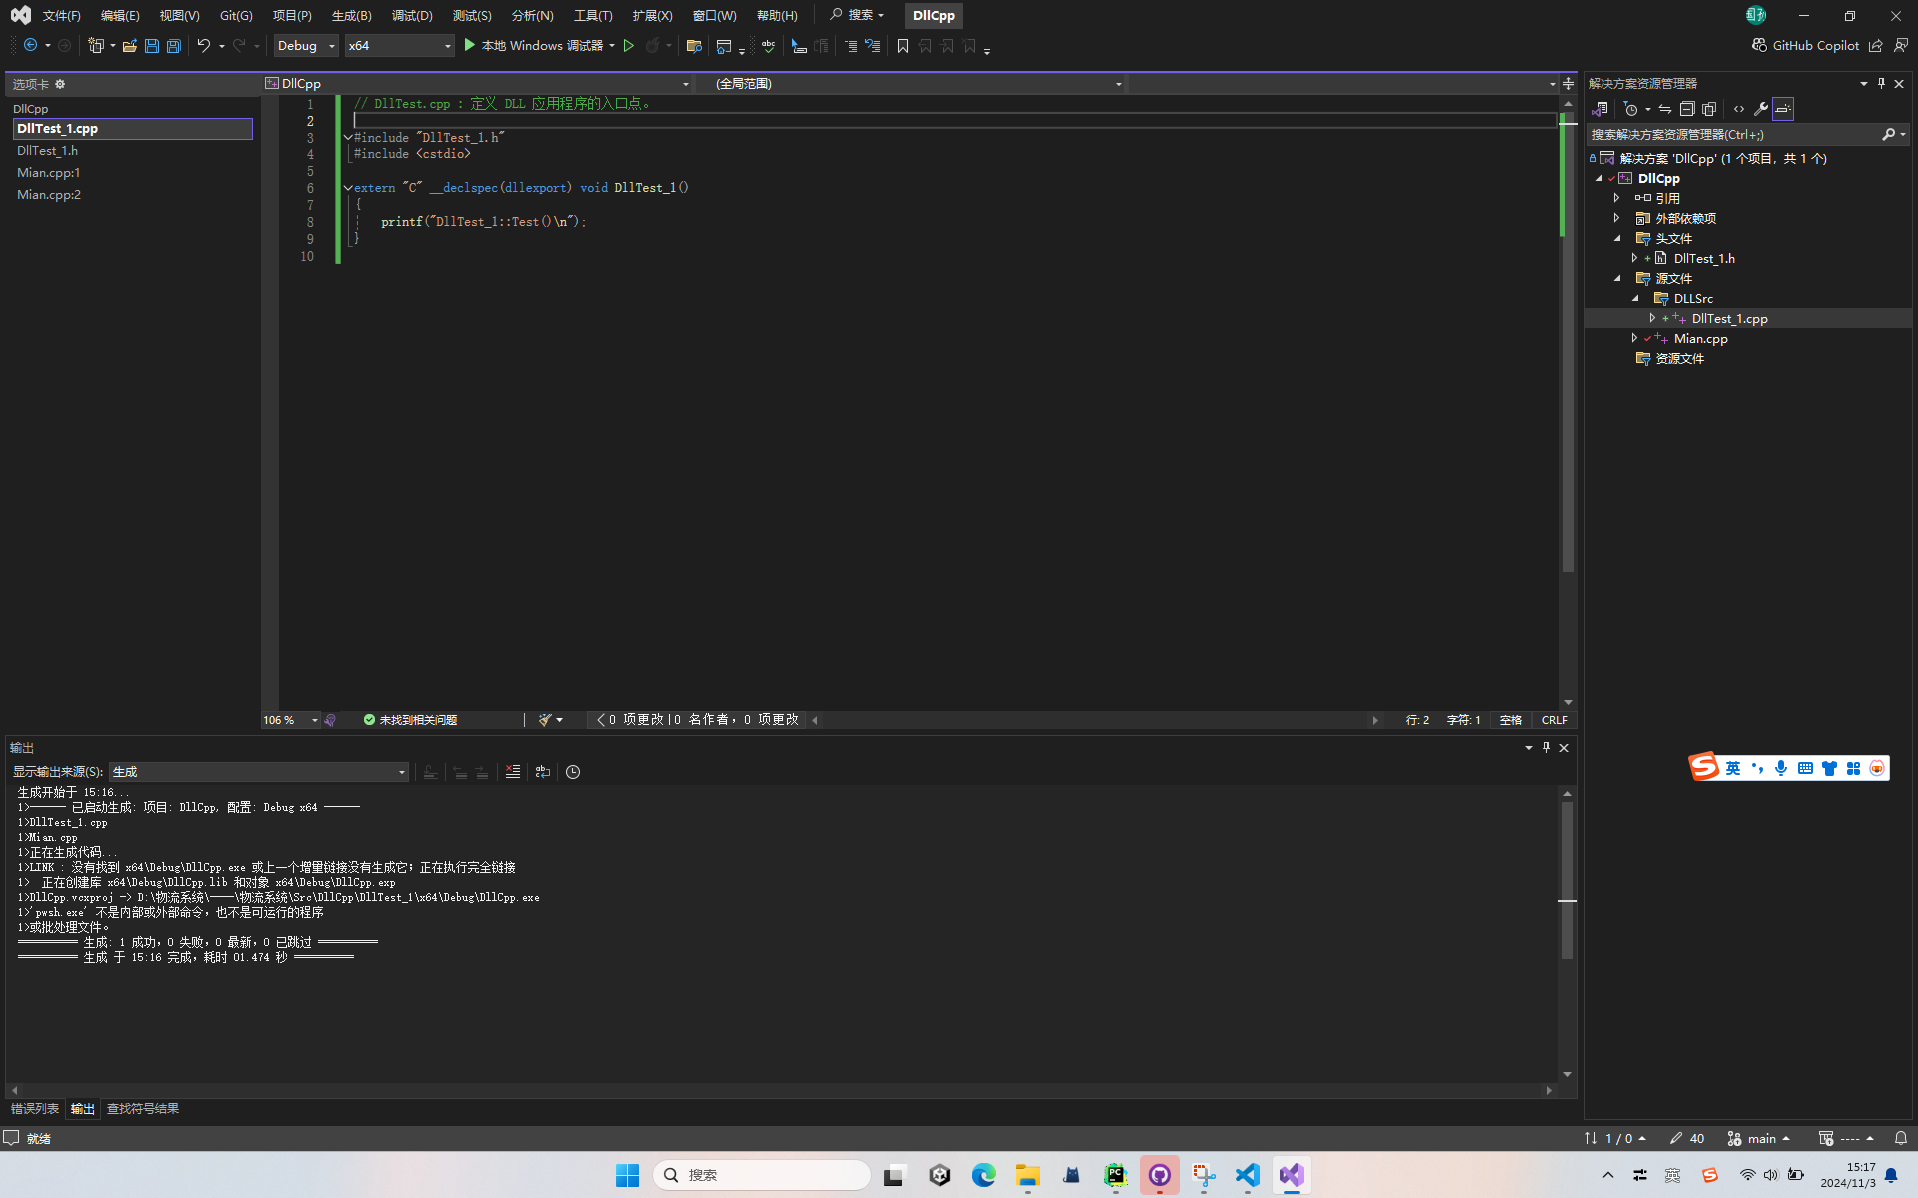 文件(F) 编辑(E) 视图(V) Git(G) 项目(P) 生成(B) 调试(D) 测试(S) 分析(N) 工具(T) 扩展(X) 窗口(W) 帮助(H) 搜索 DllCpp
Debug x64 本地 Windows 调试器 GitHub Copilot
选项卡
DllCpp
DllTest_1.cpp
DllTest_1.h
Mian.cpp:1
Mian.cpp:2
DllCpp (全局范围)
1 // DllTest.cpp : 定义 DLL 应用程序的入口点。
2
3 #include "DllTest_1.h"
4 #include <cstdio>
5
6 extern "C" __declspec(dllexport) void DllTest_1()
7 {
8 printf("DllTest_1::Test()\n");
9 }
10
106 % 未找到相关问题 0 项更改 | 0 名作者，0 项更改 行: 2 字符: 1 空格 CRLF
解决方案资源管理器
搜索解决方案资源管理器(Ctrl+;)
解决方案 'DllCpp' (1 个项目，共 1 个)
DllCpp
引用
外部依赖项
头文件
DllTest_1.h
源文件
DLLSrc
DllTest_1.cpp
Mian.cpp
资源文件
输出
显示输出来源(S): 生成
生成开始于 15:16...
1>------ 已启动生成: 项目: DllCpp, 配置: Debug x64 ------
1>DllTest_1.cpp
1>Mian.cpp
1>正在生成代码...
1>LINK : 没有找到 x64\Debug\DllCpp.exe 或上一个增量链接没有生成它；正在执行完全链接
1>  正在创建库 x64\Debug\DllCpp.lib 和对象 x64\Debug\DllCpp.exp
1>DllCpp.vcxproj -> D:\物流系统\----\物流系统\Src\DllCpp\DllTest_1\x64\Debug\DllCpp.exe
1>'pwsh.exe' 不是内部或外部命令，也不是可运行的程序
1>或批处理文件。
========== 生成: 1 成功，0 失败，0 最新，0 已跳过 ==========
========== 生成 于 15:16 完成，耗时 01.474 秒 ==========
英
错误列表 输出 查找符号结果
就绪 1 / 0 40 main ----
搜索 英 15:17
2024/11/3